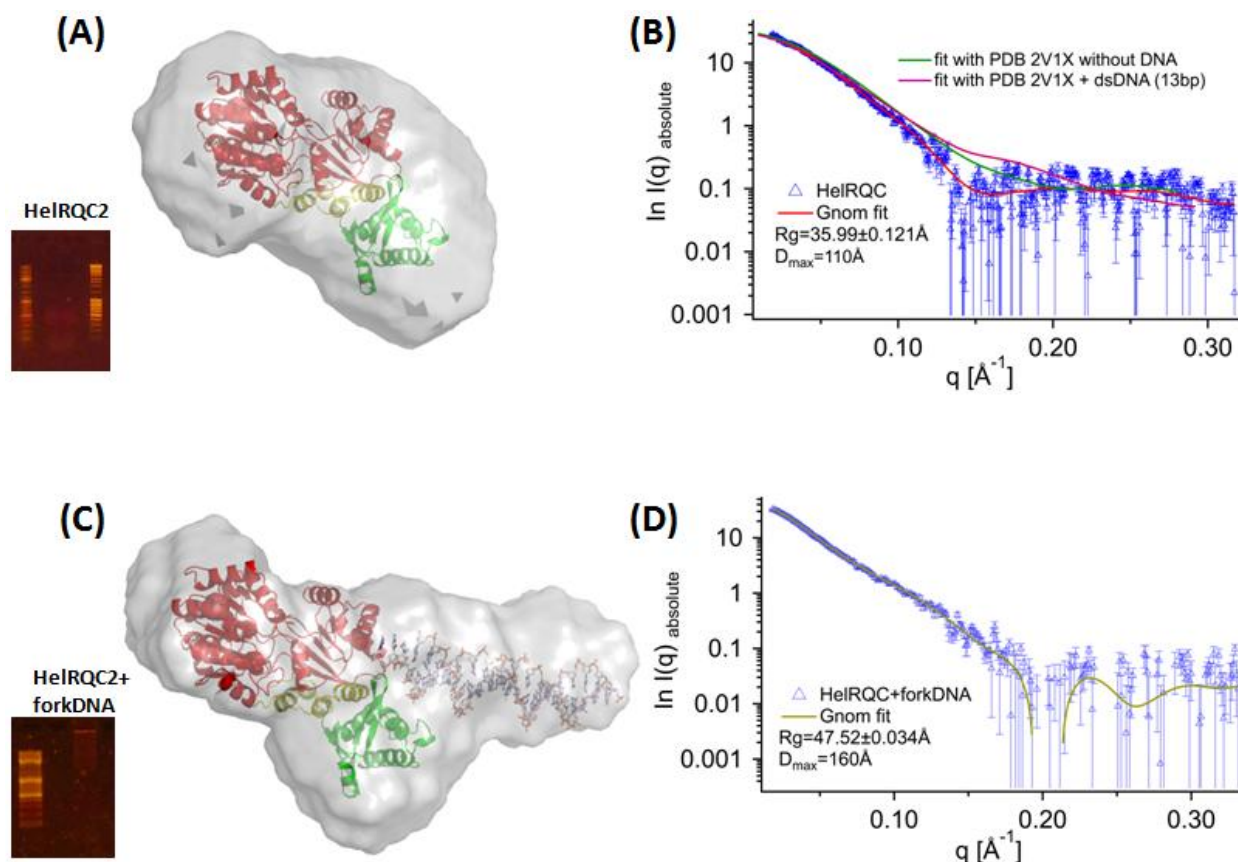 (A)
HelRQC2
(B)
fit with PDB 2V1X without DNA
fit with PDB 2V1X + dsDNA (13bp)
HelRQC
Gnom fit
Rg=35.99±0.121Å
Dmax=110Å
ln I(q) absolute
10
1
0.1
0.01
0.001
0.10
0.20
0.30
q [Å-1]
(C)
HelRQC2+
forkDNA
(D)
HelRQC+forkDNA
Gnom fit
Rg=47.52±0.034Å
Dmax=160Å
ln I(q) absolute
10
1
0.1
0.01
0.001
0.10
0.20
0.30
q [Å-1]